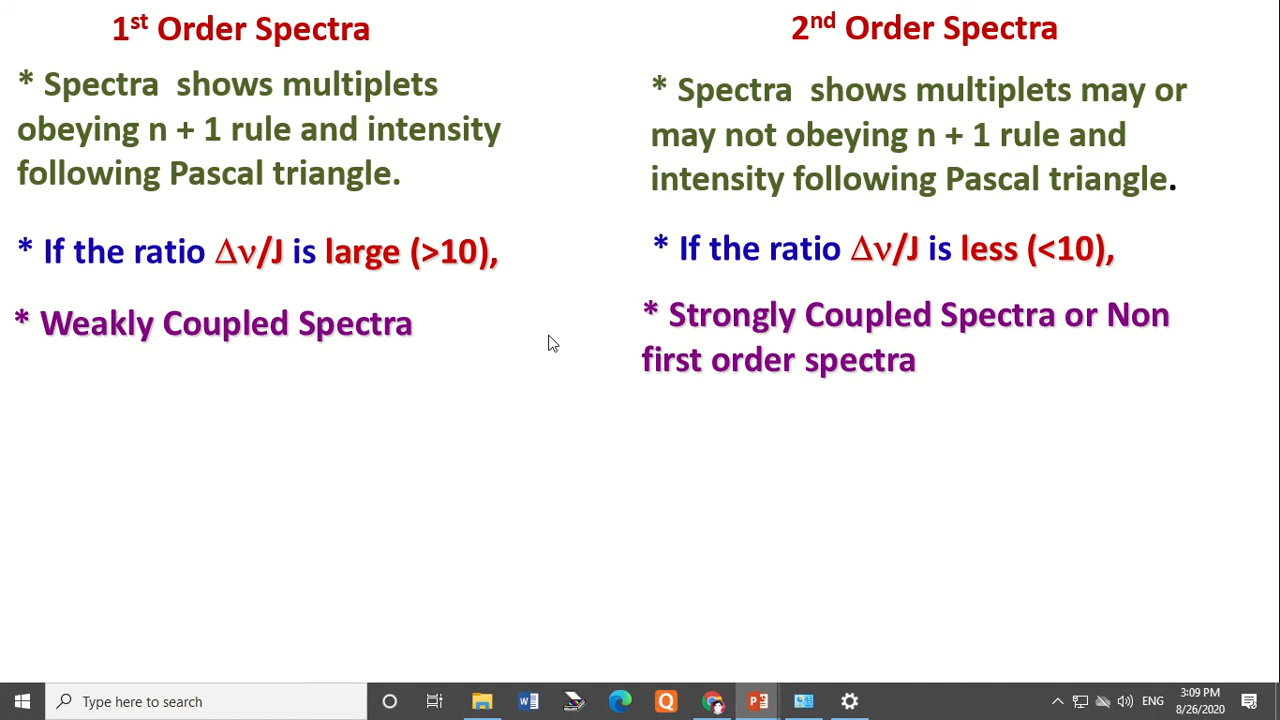 1st Order Spectra
* Spectra  shows multiplets
obeying n + 1 rule and intensity
following Pascal triangle.
* If the ratio Δν/J is large (>10),
* Weakly Coupled Spectra
2nd Order Spectra
* Spectra  shows multiplets may or
may not obeying n + 1 rule and
intensity following Pascal triangle.
* If the ratio Δν/J is less (<10),
* Strongly Coupled Spectra or Non
first order spectra
Type here to search
ENG
3:09 PM
8/26/2020